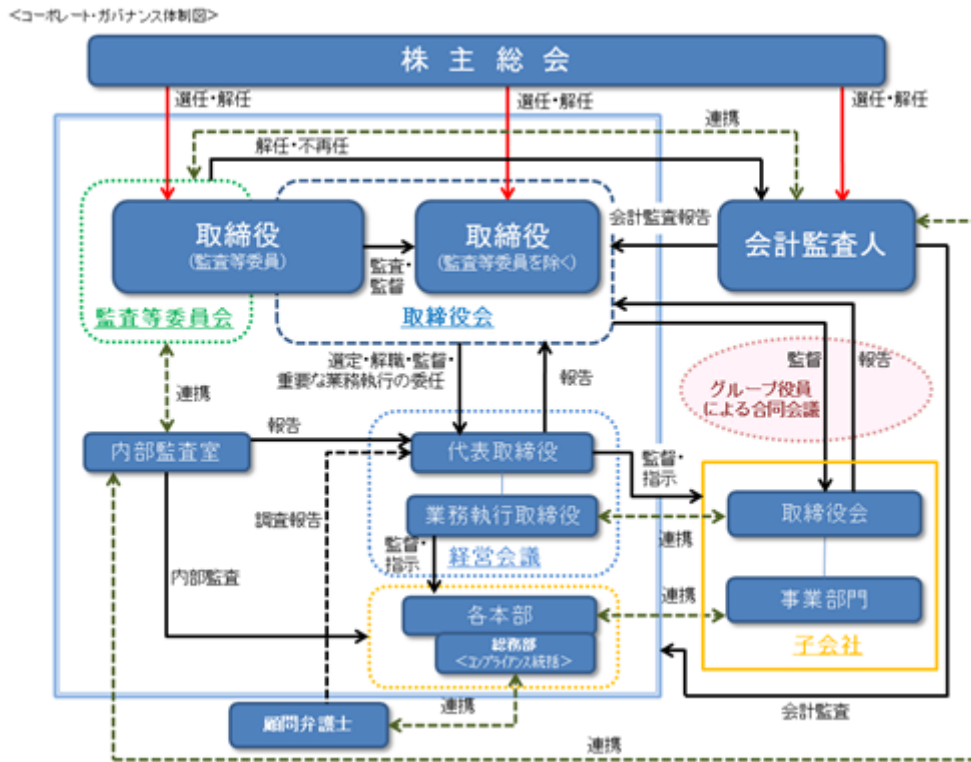 <コーポレート・ガバナンス体制図>
株主総会
選任・解任
選任・解任
選任・解任
連携
解任・不再任
取締役
(監査等委員)
監査等委員会
監査・
監督
取締役
(監査等委員を除く)
取締役会
会計監査報告
会計監査人
選定・解職・監督・
重要な業務執行の委任
報告
監督
報告
グループ役員
による合同会議
連携
内部監査室
報告
代表取締役
監督・
指示
業務執行取締役
経営会議
調査報告
内部監査
監督・
指示
取締役会
連携
事業部門
連携
子会社
各本部
総務部
<コンプライアンス統括>
連携
顧問弁護士
会計監査
連携